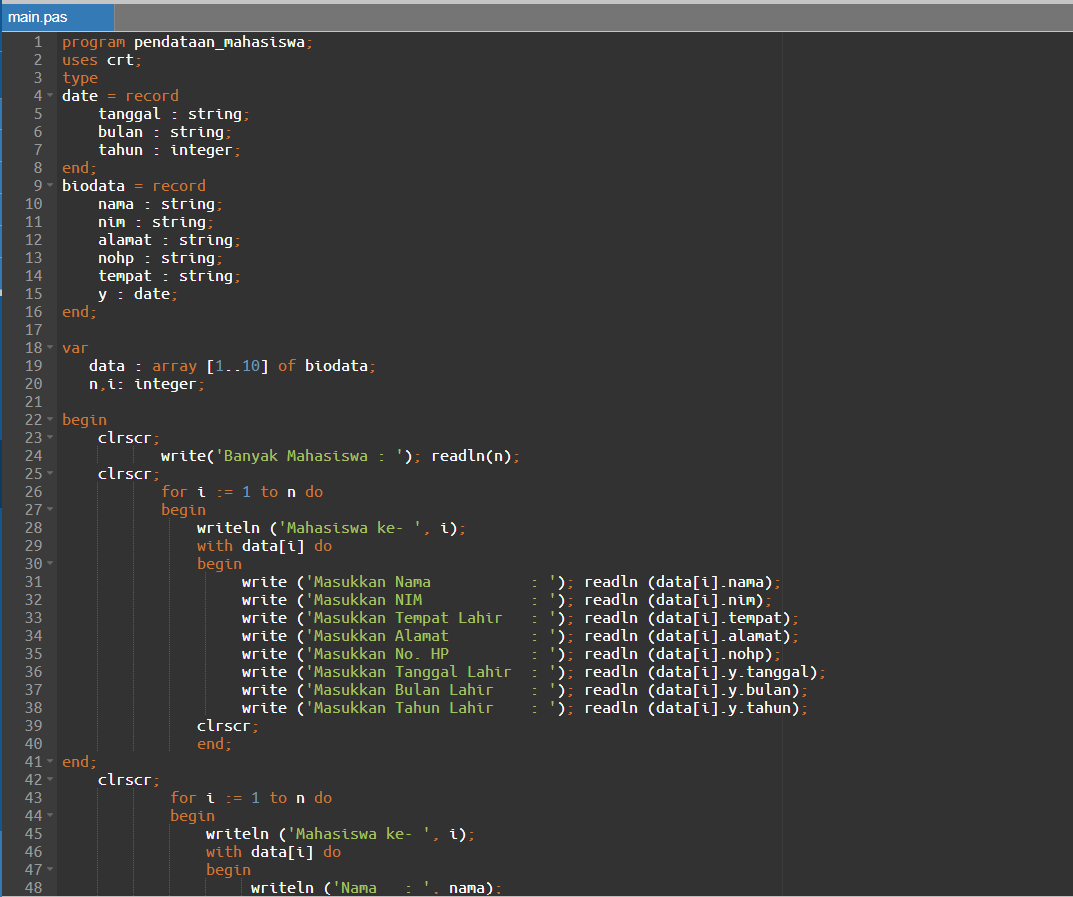 main.pas
1 program pendataan_mahasiswa;
2 uses crt;
3 type
4 date = record
5 tanggal : string;
6 bulan : string;
7 tahun : integer;
8 end;
9 biodata = record
10 nama : string;
11 nim : string;
12 alamat : string;
13 nohp : string;
14 tempat : string;
15 y : date;
16 end;
17
18 var
19 data : array [1..10] of biodata;
20 n,i: integer;
21
22 begin
23 clrscr;
24 write('Banyak Mahasiswa : '); readln(n);
25 clrscr;
26 for i := 1 to n do
27 begin
28 writeln ('Mahasiswa ke- ', i);
29 with data[i] do
30 begin
31 write ('Masukkan Nama           : '); readln (data[i].nama);
32 write ('Masukkan NIM            : '); readln (data[i].nim);
33 write ('Masukkan Tempat Lahir   : '); readln (data[i].tempat);
34 write ('Masukkan Alamat         : '); readln (data[i].alamat);
35 write ('Masukkan No. HP         : '); readln (data[i].nohp);
36 write ('Masukkan Tanggal Lahir  : '); readln (data[i].y.tanggal);
37 write ('Masukkan Bulan Lahir    : '); readln (data[i].y.bulan);
38 write ('Masukkan Tahun Lahir    : '); readln (data[i].y.tahun);
39 clrscr;
40 end;
41 end;
42 clrscr;
43 for i := 1 to n do
44 begin
45 writeln ('Mahasiswa ke- ', i);
46 with data[i] do
47 begin
48 writeln ('Nama   : ', nama);